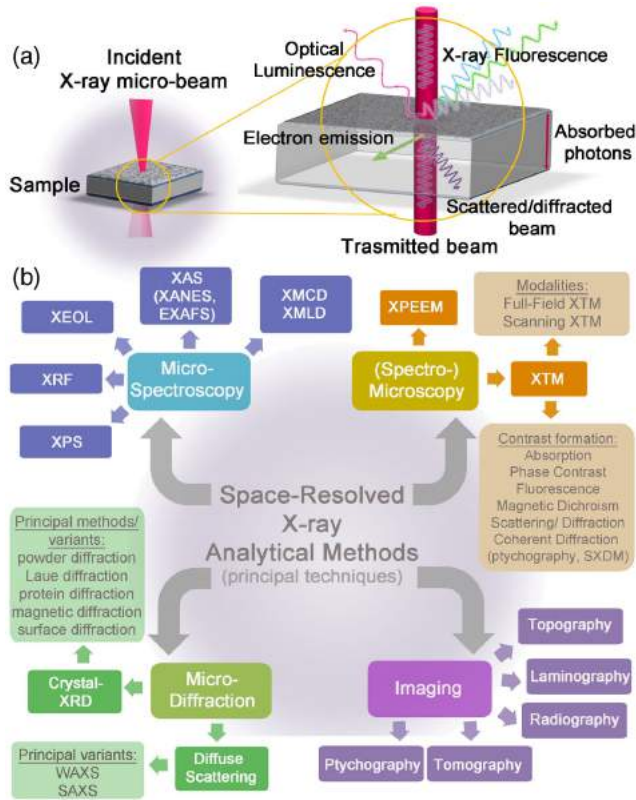 (a)
Incident
X-ray micro-beam
Sample
Optical
Luminescence
X-ray Fluorescence
Electron emission
Absorbed
photons
Scattered/diffracted
beam
Trasmitted beam
(b)
XEOL
XAS
(XANES,
EXAFS)
XMCD
XMLD
XRF
XPS
Micro-
Spectroscopy
XPEEM
(Spectro-)
Microscopy
XTM
Modalities:
Full-Field XTM
Scanning XTM
Contrast formation:
Absorption
Phase Contrast
Fluorescence
Magnetic Dichroism
Scattering/ Diffraction
Coherent Diffraction
(ptychography, SXDM)
Space-Resolved
X-ray
Analytical Methods
(principal techniques)
Principal methods/
variants:
powder diffraction
Laue diffraction
protein diffraction
magnetic diffraction
surface diffraction
Crystal-
XRD
Micro-
Diffraction
Principal variants:
WAXS
SAXS
Diffuse
Scattering
Imaging
Topography
Laminography
Radiography
Ptychography
Tomography